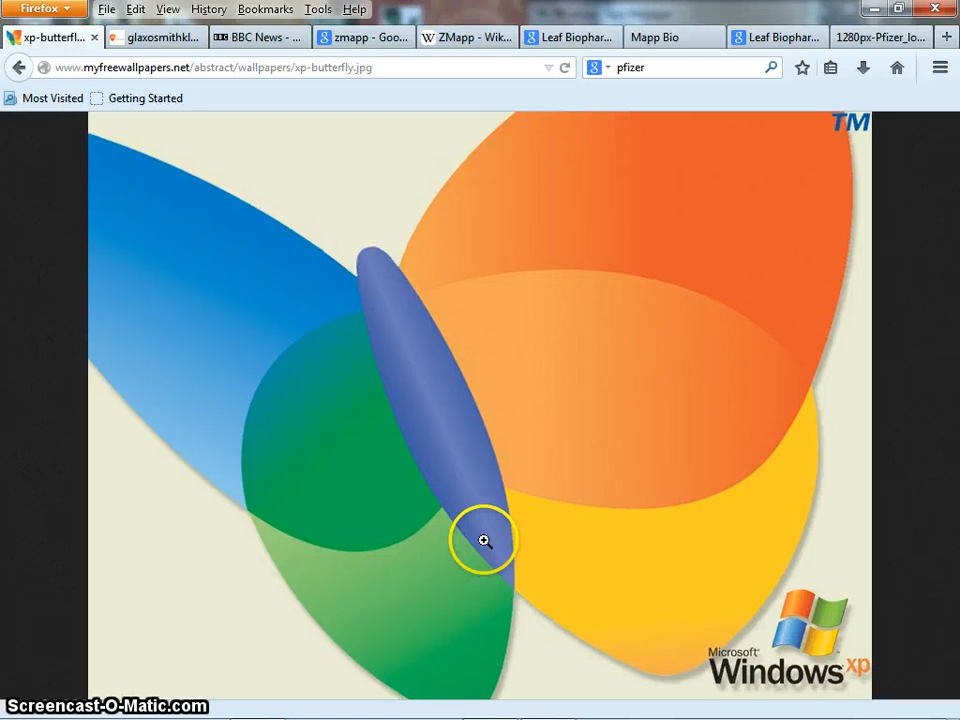 Firefox File Edit View History Bookmarks Tools Help
xp-butterfl... glaxosmithkl... BBC News - ... zmapp - Goo... ZMapp - Wik... Leaf Biophar... Mapp Bio Leaf Biophar... 1280px-Pfizer_lo...
www.myfreewallpapers.net/abstract/wallpapers/xp-butterfly.jpg pfizer
Most Visited Getting Started
TM
Microsoft®
Windows xp
Screencast-O-Matic.com